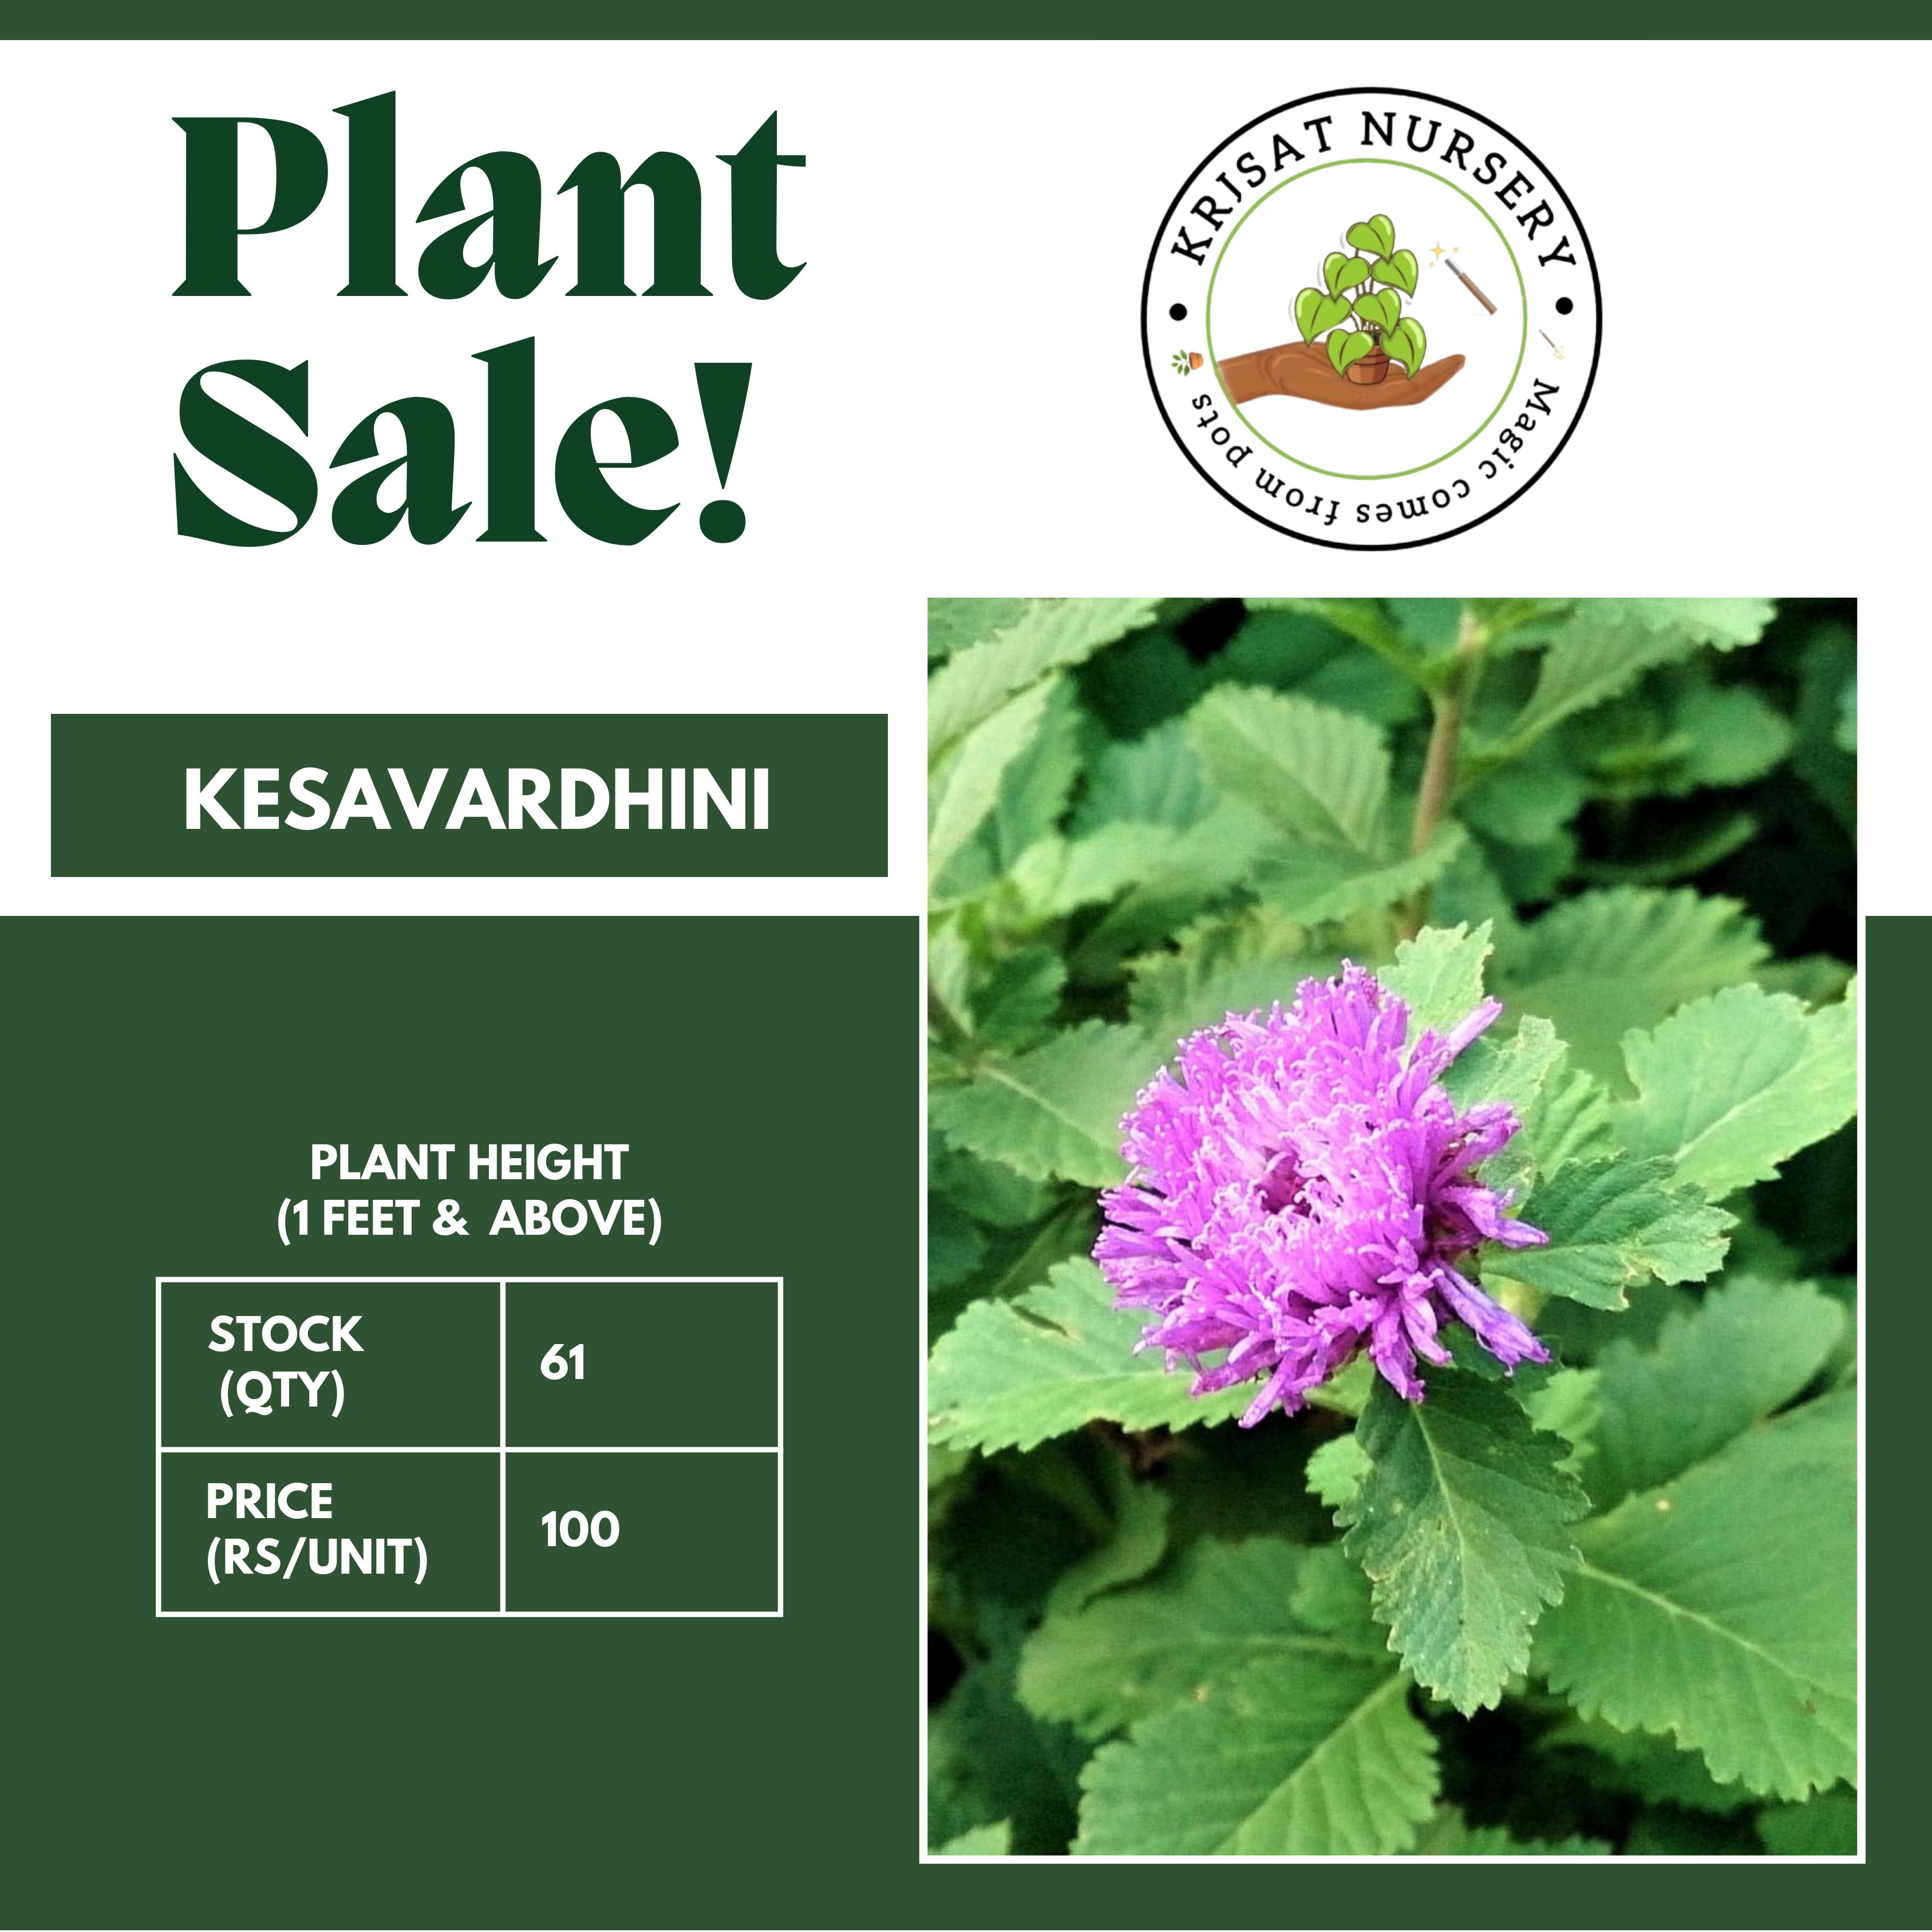 Plant
Sale!
KRISAT NURSERY
Magic comes from pots
KESAVARDHINI
PLANT HEIGHT
(1 FEET & ABOVE)
STOCK
(QTY)
61
PRICE
(RS/UNIT)
100